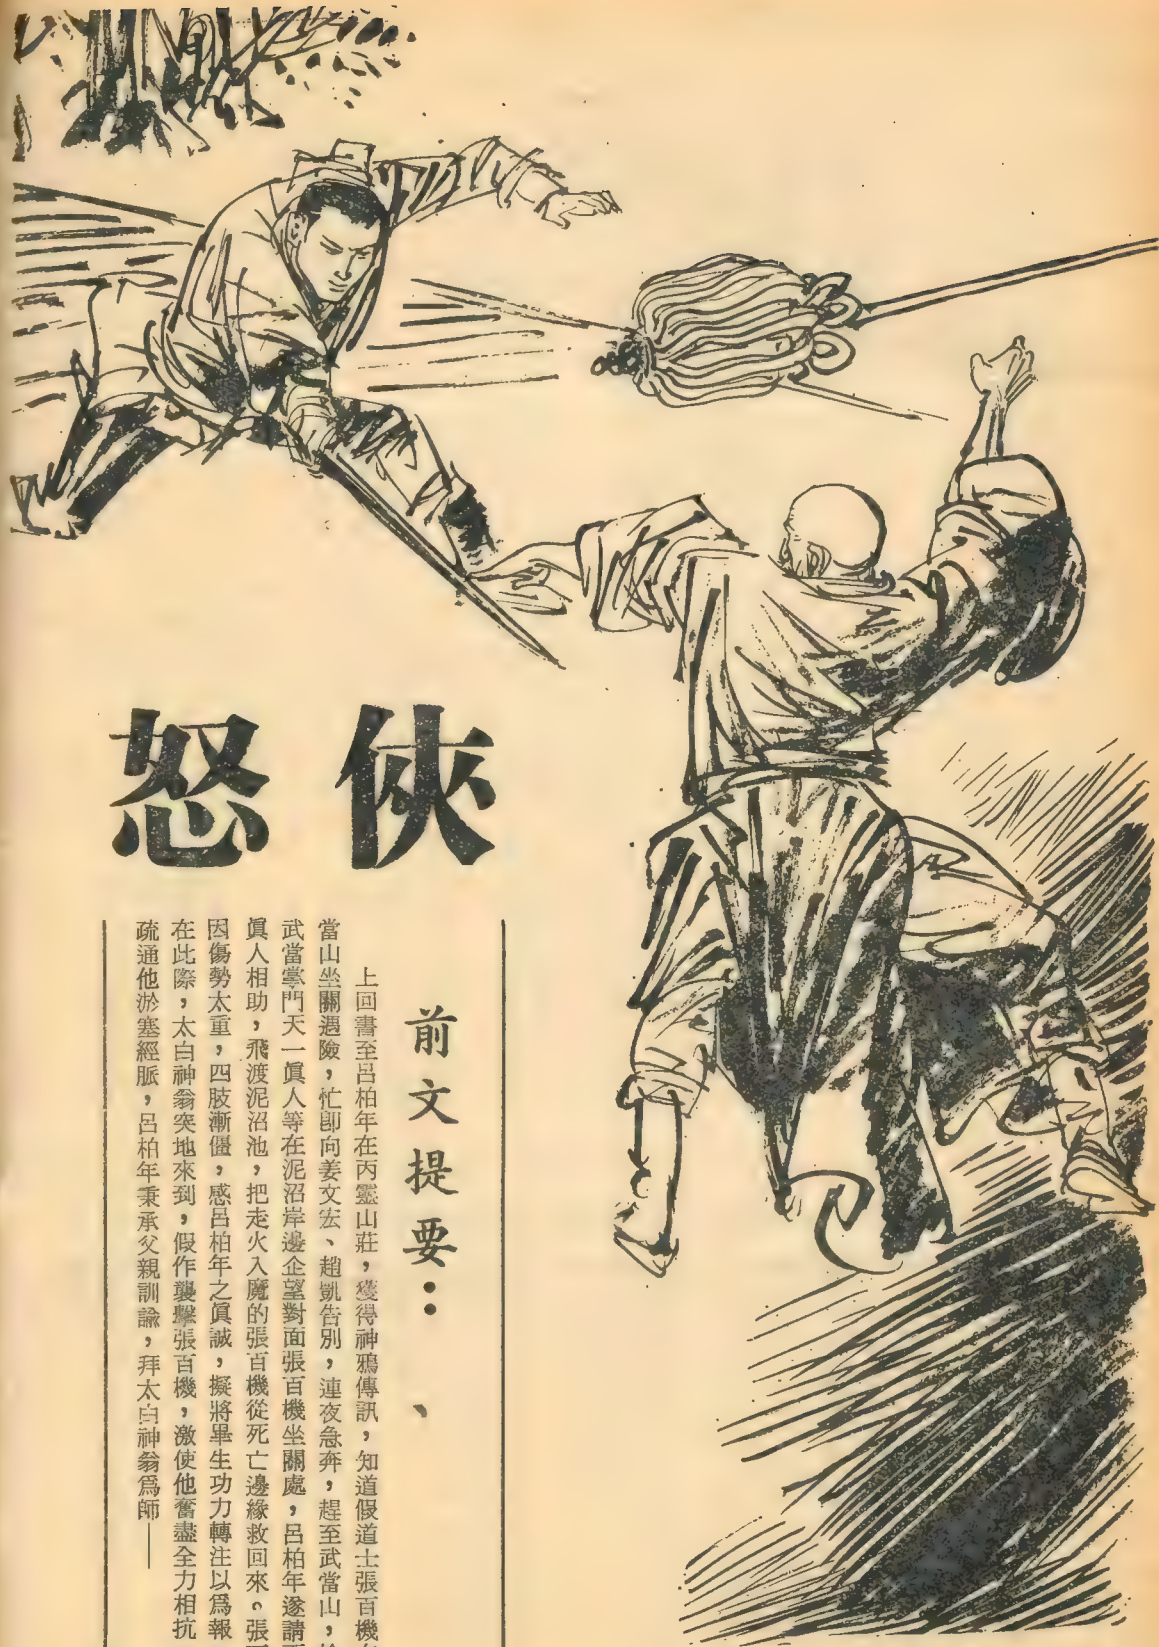 俠怒
前文提要：
上回書至呂柏年在丙靈山莊，獲得神鴉傳訊，知道假道士張百機
當山坐關遇險，忙卽向姜文宏、趙凱告別，連夜急奔，趕至武當山，
武當掌門天一眞人等在泥沼岸邊企望對面張百機坐關處，呂柏年遂請
眞人相助，飛渡泥沼池，把走火入魔的張百機從死亡邊緣救回來。張
因傷勢太重，四肢漸僵，感呂柏年之眞誠，擬將畢生功力轉注以爲報
在此際，太白神翁突地來到，假作襲擊張百機，激使他奮盡全力相抗
疏通他淤塞經脈，呂柏年秉承父親訓諭，拜太白神翁爲師——